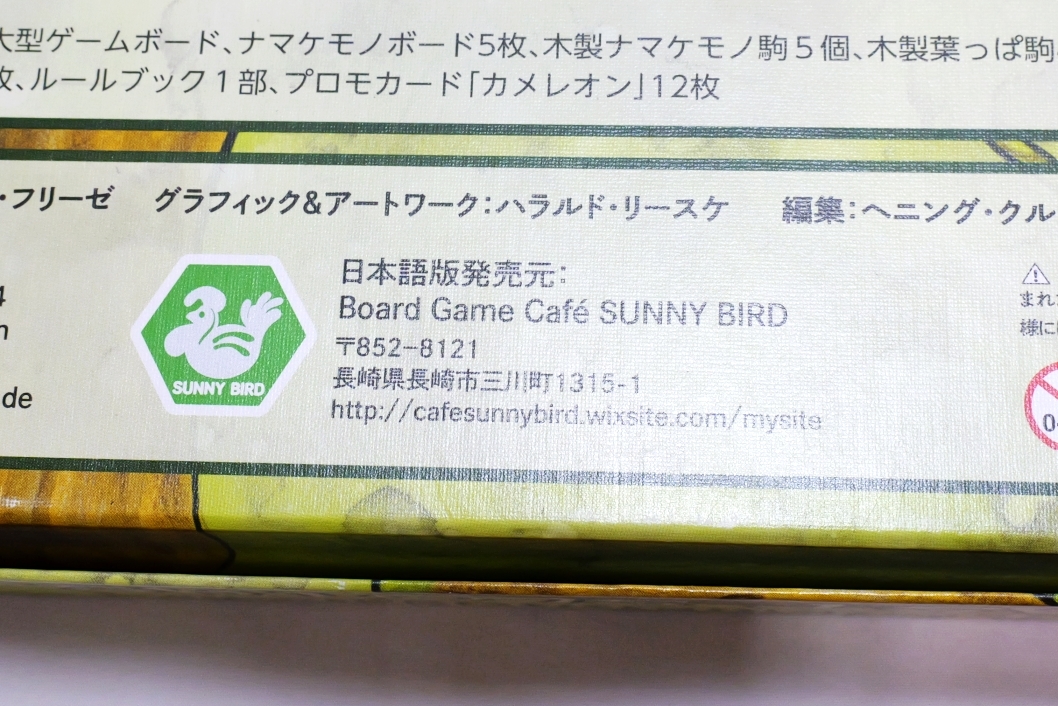 大型ゲームボード、ナマケモノボード5枚、木製ナマケモノ駒５個、木製葉っぱ駒
枚、ルールブック１部、プロモカード「カメレオン」12枚
・フリーゼ グラフィック&アートワーク：ハラルド・リースケ 編集：ヘニング・クル
4
n
de
SUNNY BIRD
日本語版発売元：
Board Game Café SUNNY BIRD
〒852-8121
長崎県長崎市三川町1315-1
http://cafesunnybird.wixsite.com/mysite
まれ
様に
0